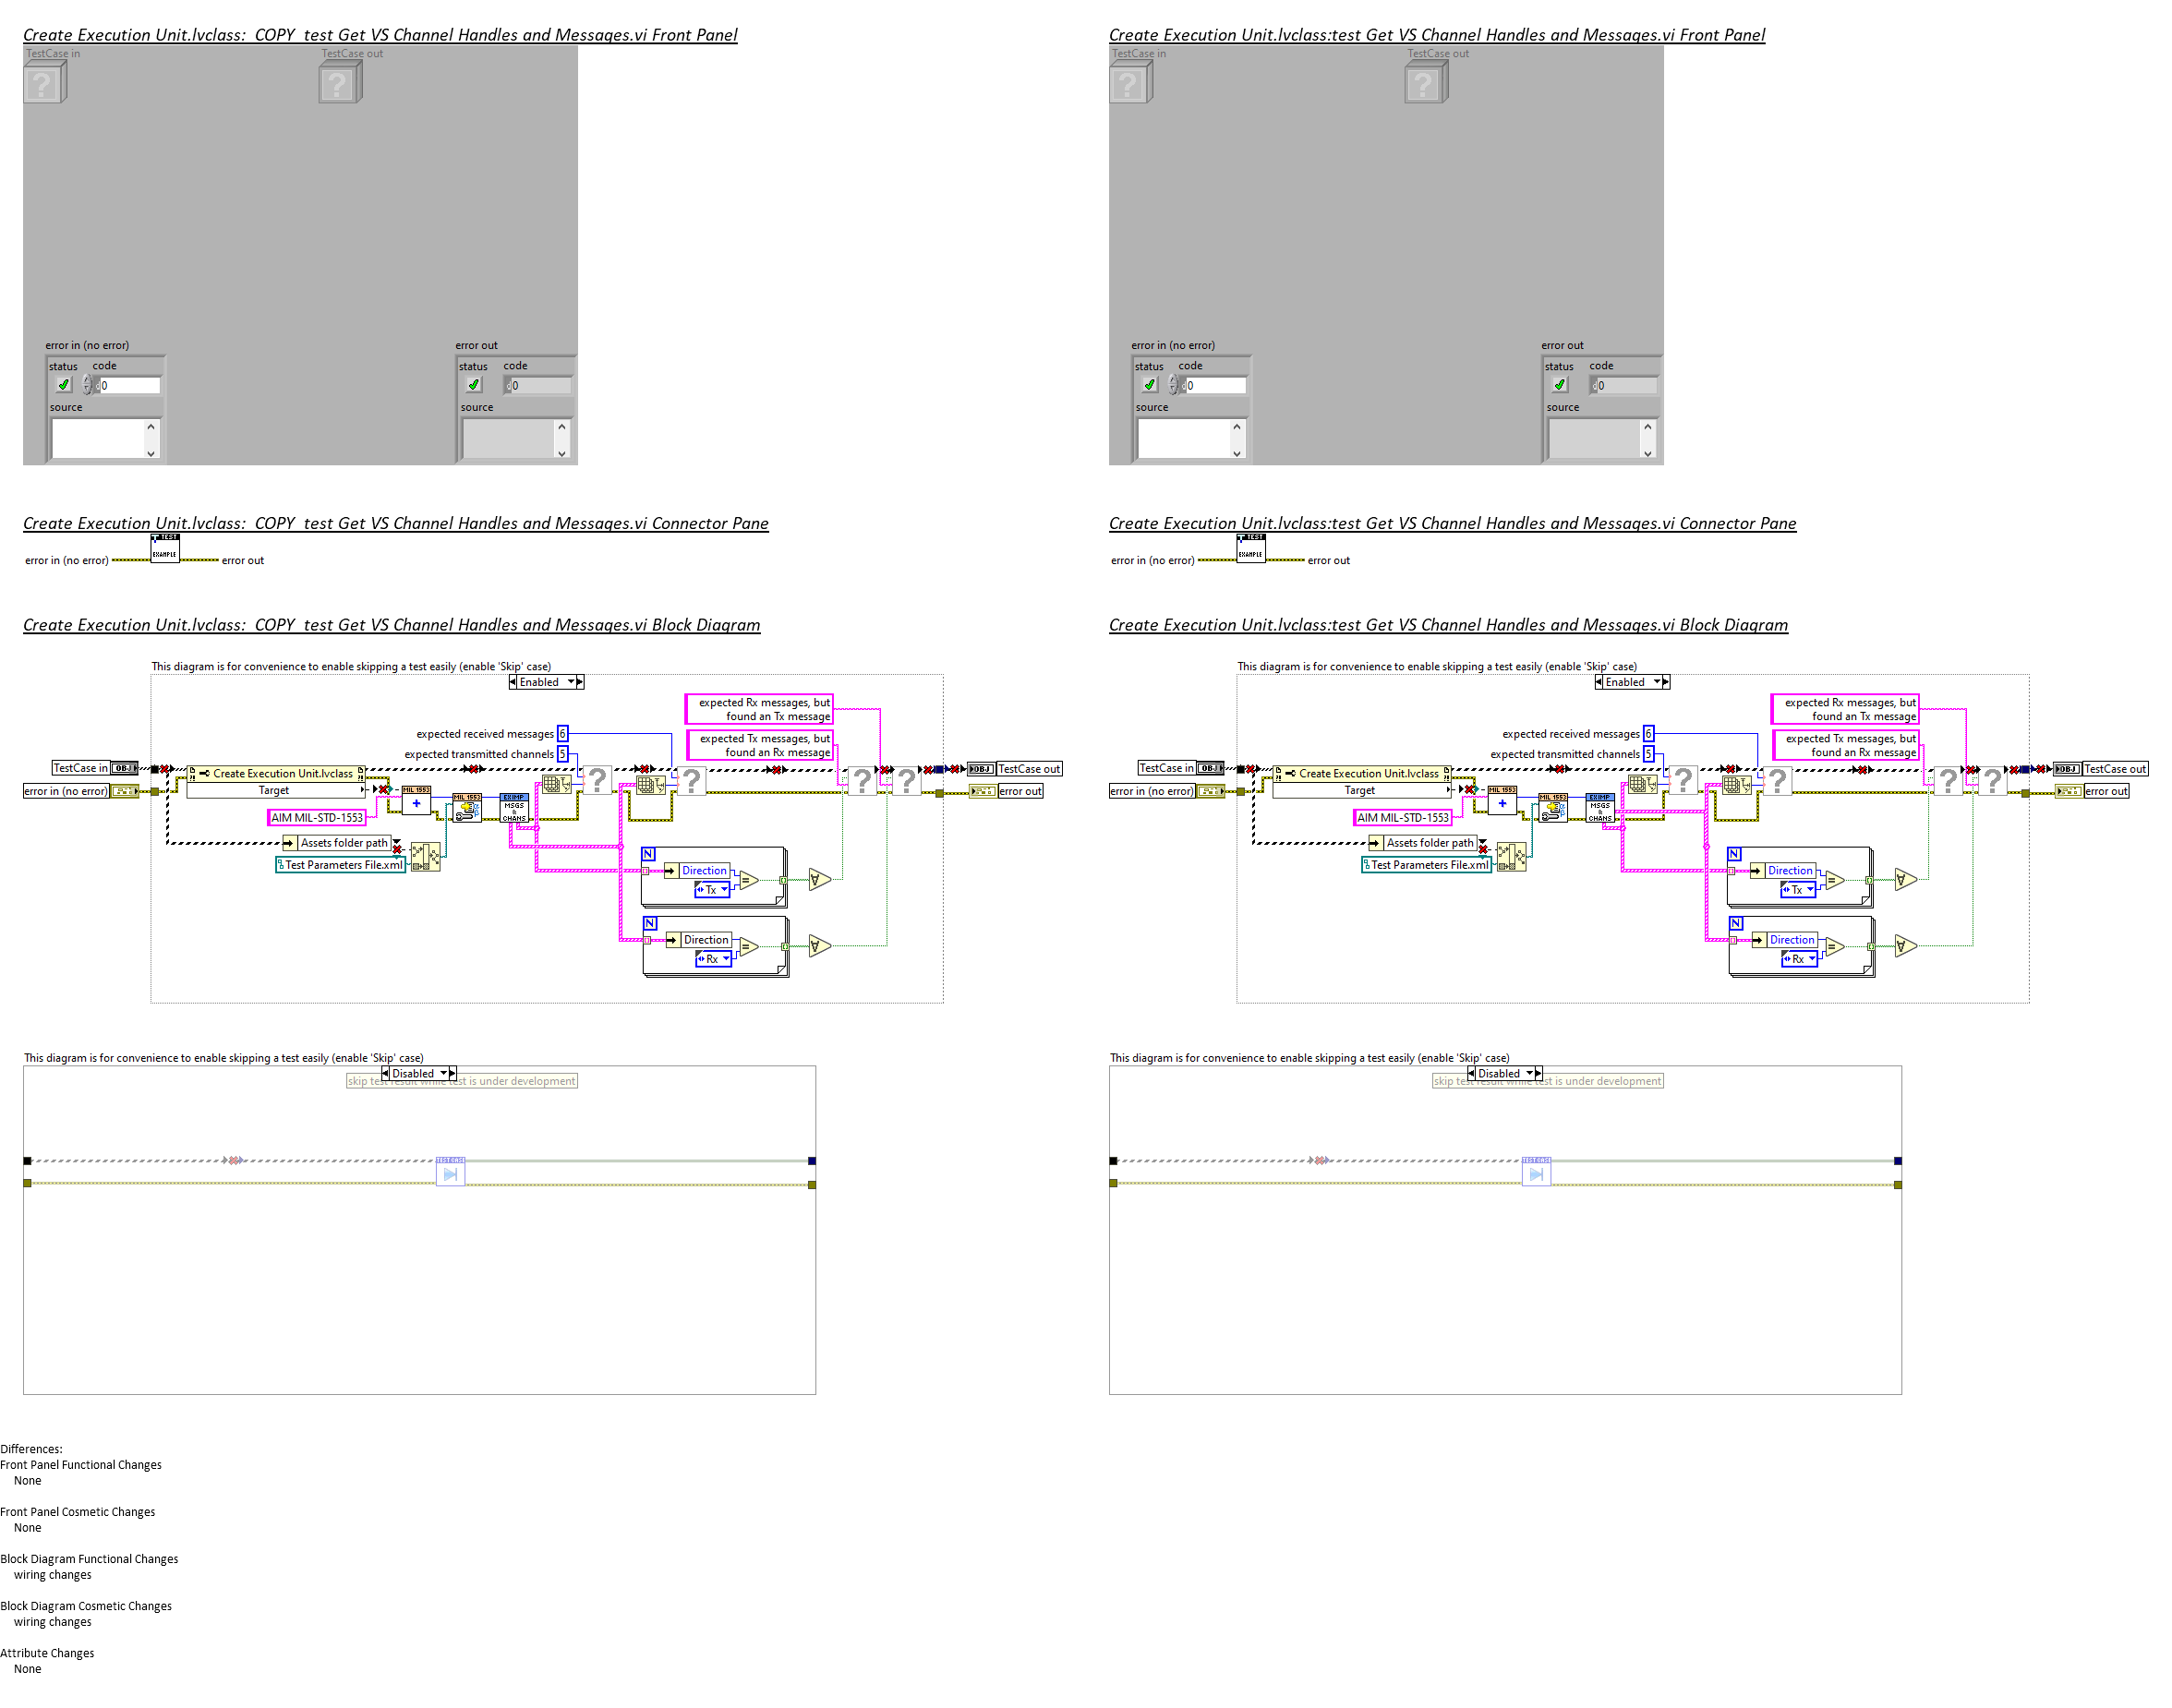 Create Execution Unit.lvclass:  COPY  test Get VS Channel Handles and Messages.vi Front Panel
TestCase in
TestCase out
error in (no error)
status
code
0
source
error out
status
code
0
source
Create Execution Unit.lvclass:  COPY  test Get VS Channel Handles and Messages.vi Connector Pane
TEST
EXAMPLE
error in (no error)
error out
Create Execution Unit.lvclass:  COPY  test Get VS Channel Handles and Messages.vi Block Diagram
This diagram is for convenience to enable skipping a test easily (enable 'Skip' case)
Enabled
expected Rx messages, but
found an Tx message
expected received messages 6
expected Tx messages, but
found an Rx message
expected transmitted channels 5
TestCase in
OBJ
Create Execution Unit.lvclass
Target
OBJ
TestCase out
error in (no error)
error out
MIL 1553
MIL 1553
MSGS
&
CHANS
AIM MIL-STD-1553
Assets folder path
Test Parameters File.xml
N
Direction
Tx
N
Direction
Rx
This diagram is for convenience to enable skipping a test easily (enable 'Skip' case)
Disabled
skip test result while test is under development
Create Execution Unit.lvclass:test Get VS Channel Handles and Messages.vi Front Panel
TestCase in
TestCase out
error in (no error)
status
code
0
source
error out
status
code
0
source
Create Execution Unit.lvclass:test Get VS Channel Handles and Messages.vi Connector Pane
TEST
EXAMPLE
error in (no error)
error out
Create Execution Unit.lvclass:test Get VS Channel Handles and Messages.vi Block Diagram
This diagram is for convenience to enable skipping a test easily (enable 'Skip' case)
Enabled
expected Rx messages, but
found an Tx message
expected received messages 6
expected Tx messages, but
found an Rx message
expected transmitted channels 5
TestCase in
OBJ
Create Execution Unit.lvclass
Target
OBJ
TestCase out
error in (no error)
error out
MIL 1553
MIL 1553
MSGS
&
CHANS
AIM MIL-STD-1553
Assets folder path
Test Parameters File.xml
N
Direction
Tx
N
Direction
Rx
This diagram is for convenience to enable skipping a test easily (enable 'Skip' case)
Disabled
skip test result while test is under development
Differences:
Front Panel Functional Changes
None
Front Panel Cosmetic Changes
None
Block Diagram Functional Changes
wiring changes
Block Diagram Cosmetic Changes
wiring changes
Attribute Changes
None